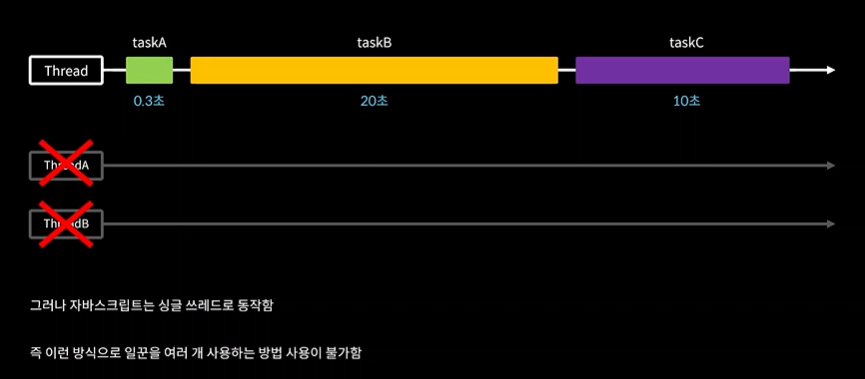 taskA
taskB
taskC
Thread
0.3초
20초
10초
ThreadA
ThreadB
그러나 자바스크립트는 싱글 쓰레드로 동작함
즉 이런 방식으로 일꾼을 여러 개 사용하는 방법 사용이 불가함